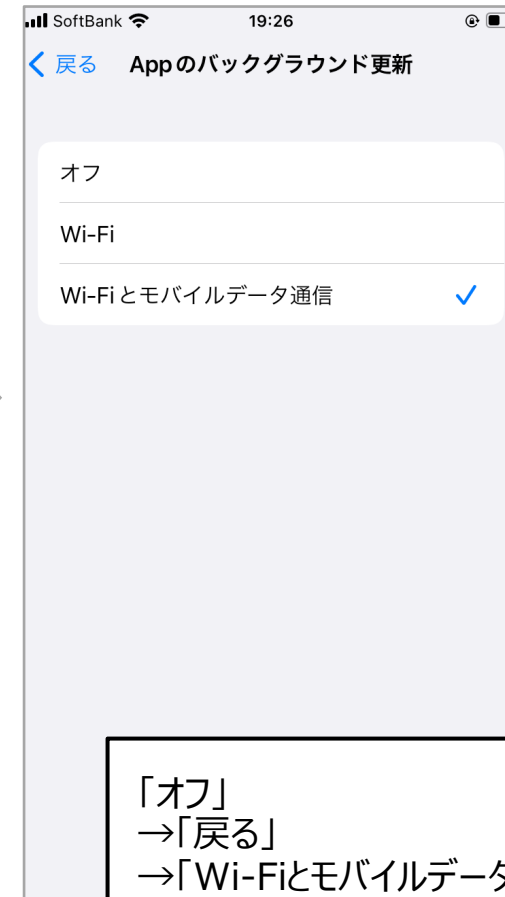 SoftBank 19:26
戻る Appのバックグラウンド更新
オフ
Wi-Fi
Wi-Fiとモバイルデータ通信
「オフ」
→「戻る」
→「Wi-Fiとモバイルデータ